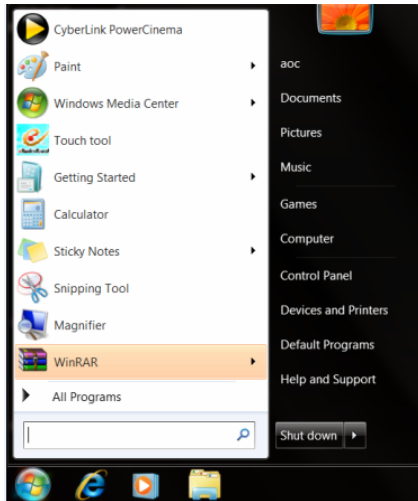 CyberLink PowerCinema
Paint
Windows Media Center
Touch tool
Getting Started
Calculator
Sticky Notes
Snipping Tool
Magnifier
WinRAR
All Programs
aoc
Documents
Pictures
Music
Games
Computer
Control Panel
Devices and Printers
Default Programs
Help and Support
Shut down